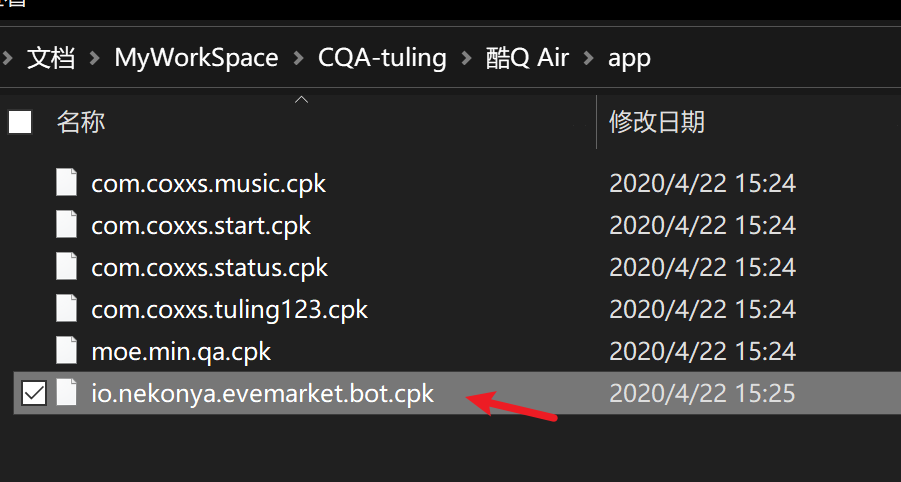 文档 > MyWorkSpace > CQA-tuling > 酷Q Air > app
名称 修改日期
com.coxxs.music.cpk 2020/4/22 15:24
com.coxxs.start.cpk 2020/4/22 15:24
com.coxxs.status.cpk 2020/4/22 15:24
com.coxxs.tuling123.cpk 2020/4/22 15:24
moe.min.qa.cpk 2020/4/22 15:24
io.nekonya.evemarket.bot.cpk 2020/4/22 15:25